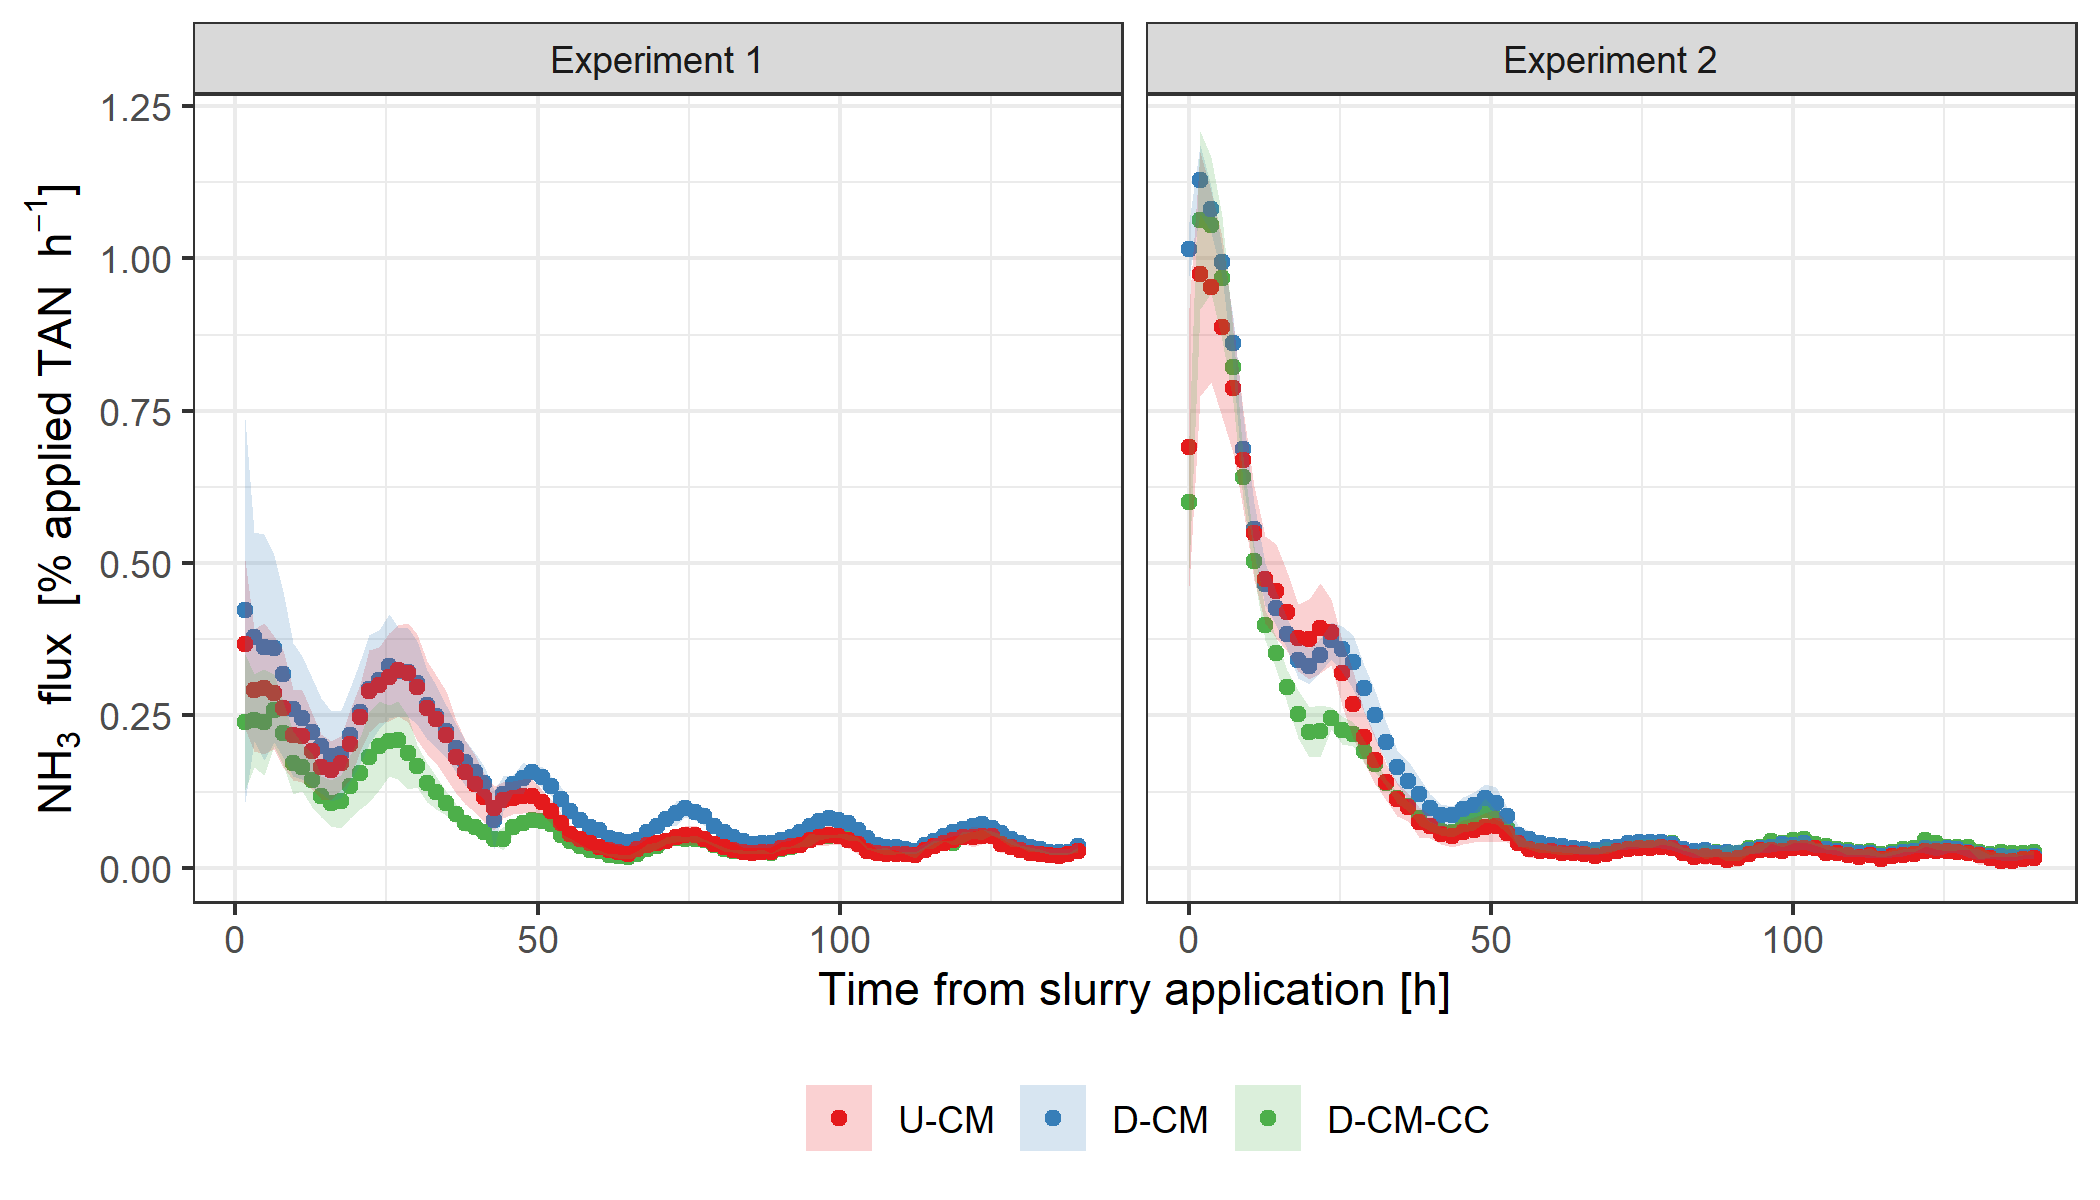 Experiment 1
Experiment 2
NH₃ flux [% applied TAN h⁻¹]
1.25
1.00
0.75
0.50
0.25
0.00
0 50 100
0 50 100
Time from slurry application [h]
U-CM D-CM D-CM-CC